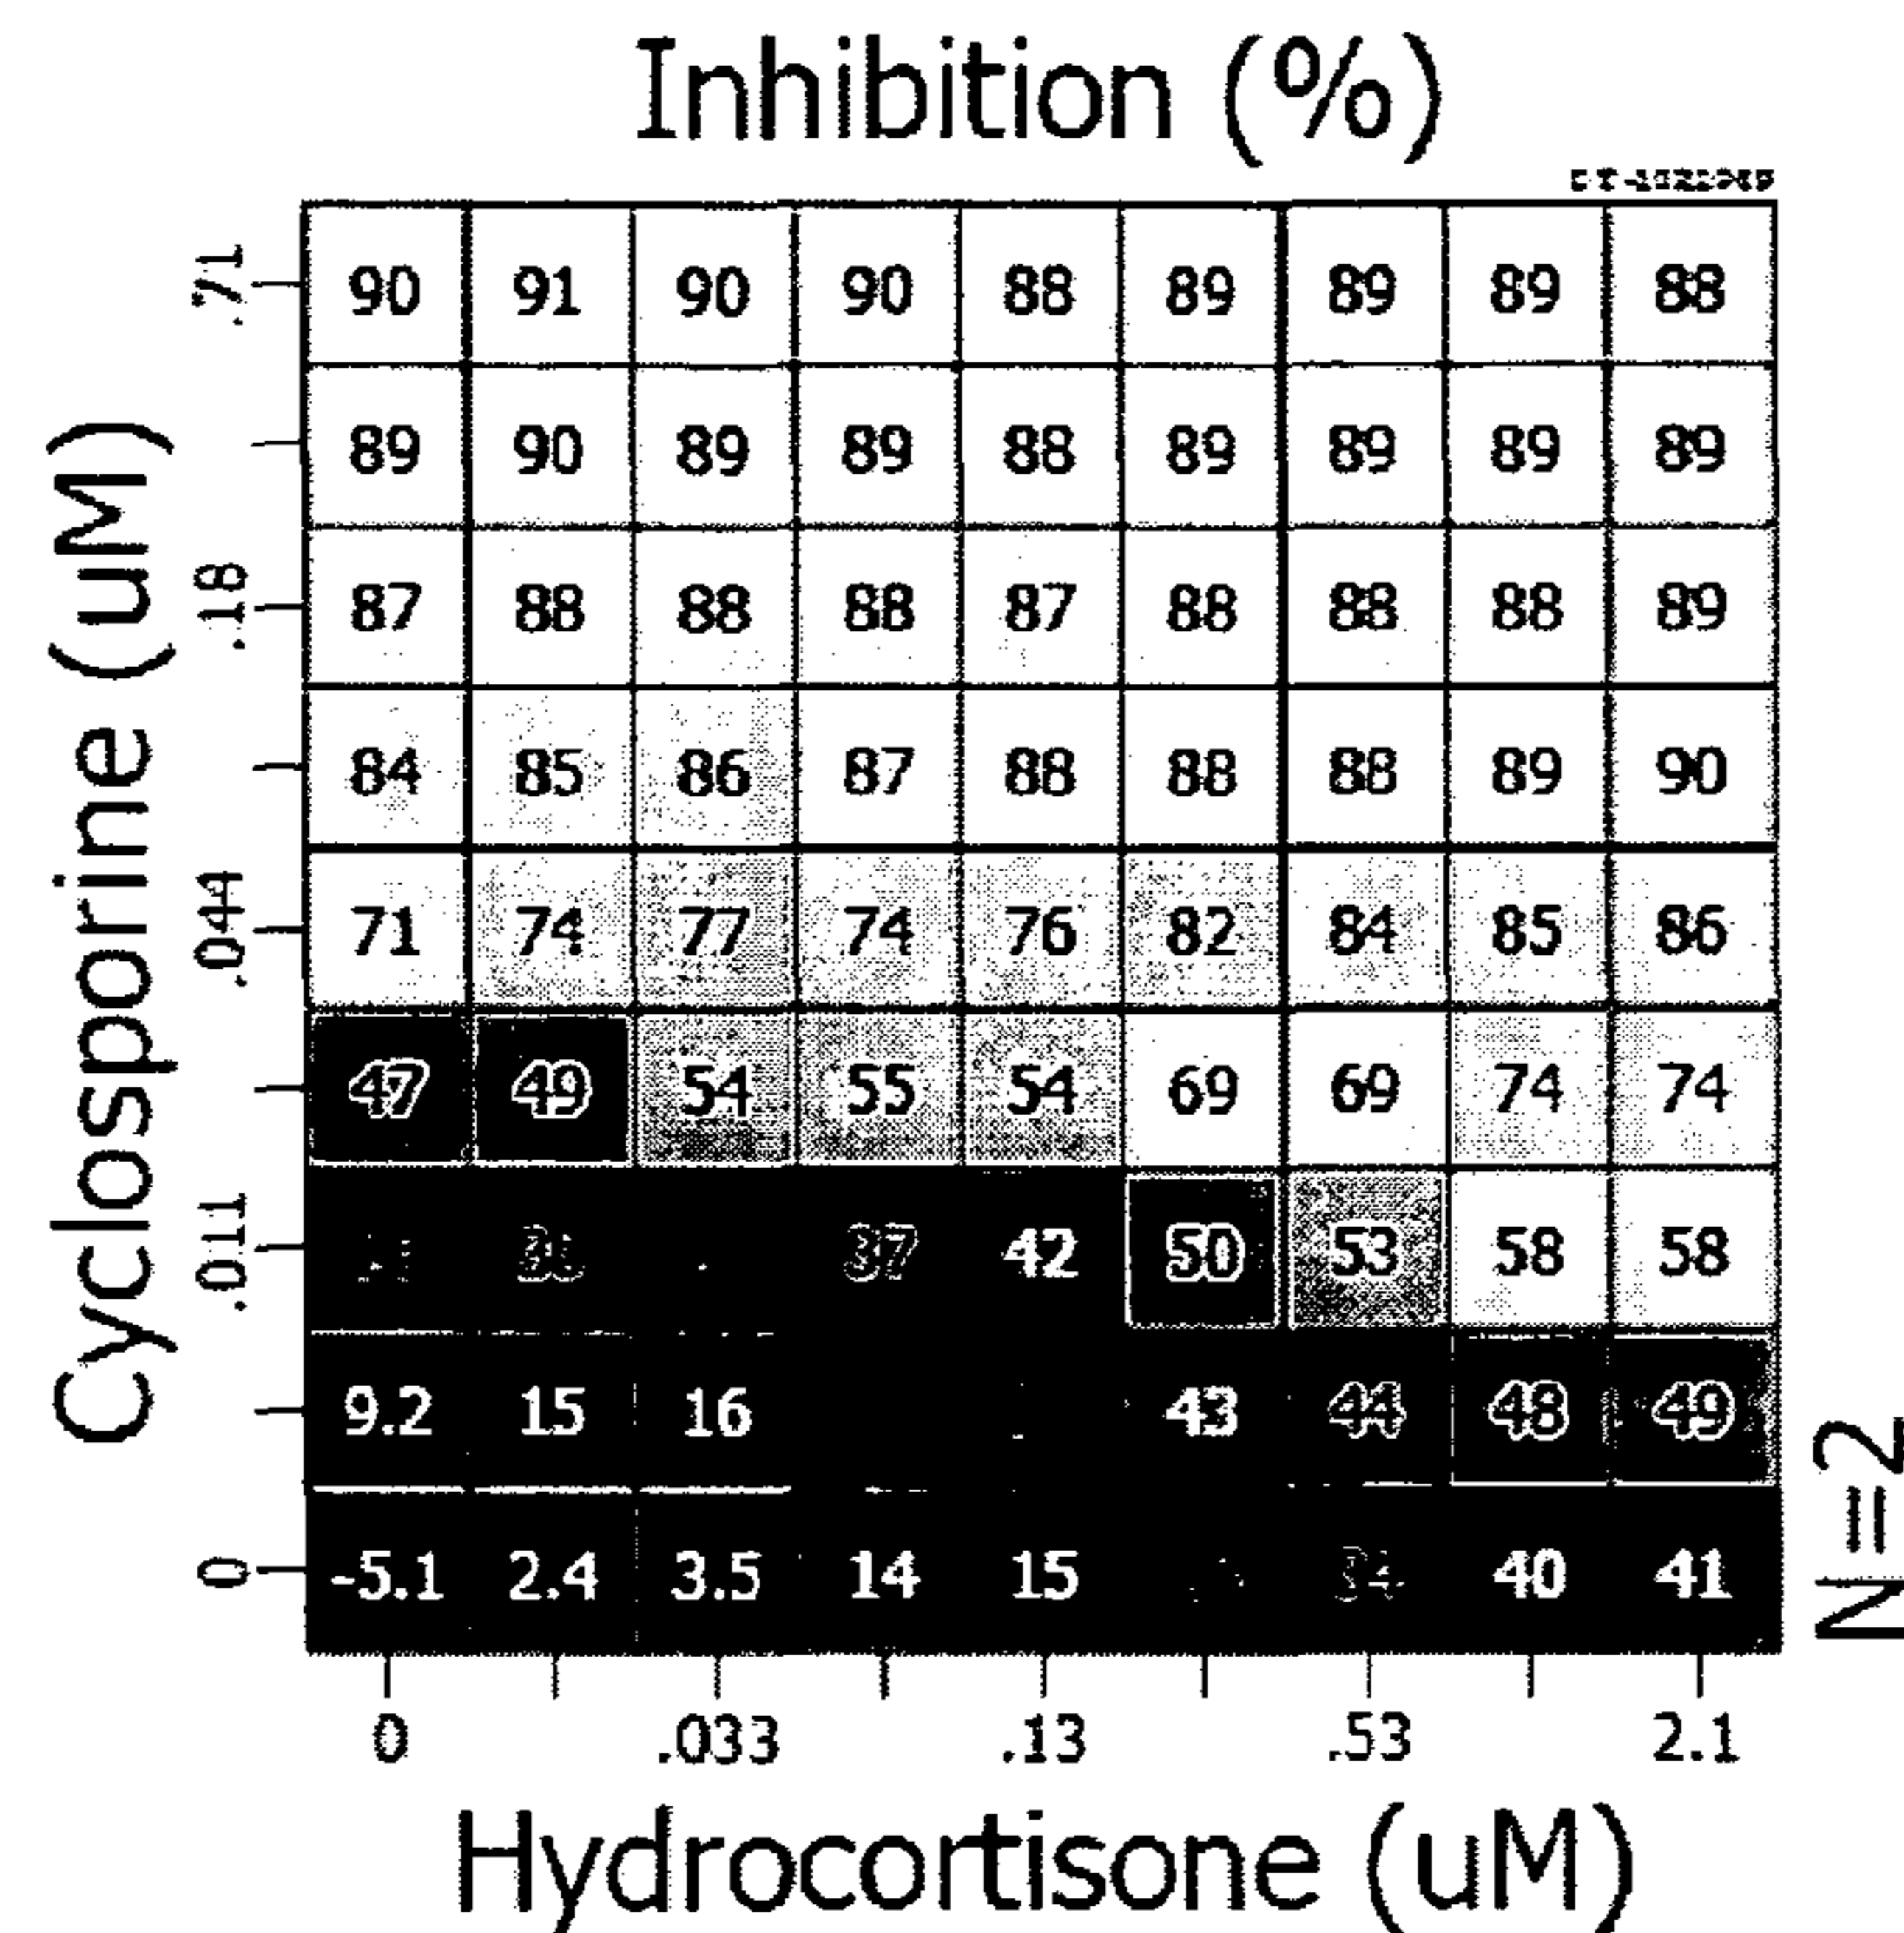 Inhibition (%)
.71 90 91 90 90 88 89 89 89 88
89 90 89 89 88 89 89 89 89
.18 87 88 88 88 87 88 88 88 89
84 85 86 87 88 88 88 89 90
.044 71 74 77 74 76 82 84 85 86
47 49 54 55 54 69 69 74 74
.011 37 42 50 53 58 58
9.2 15 16 43 44 48 49
0 -5.1 2.4 3.5 14 15 34 40 41
0 .033 .13 .53 2.1
Hydrocortisone (uM)
Cyclosporine (uM)
N=2